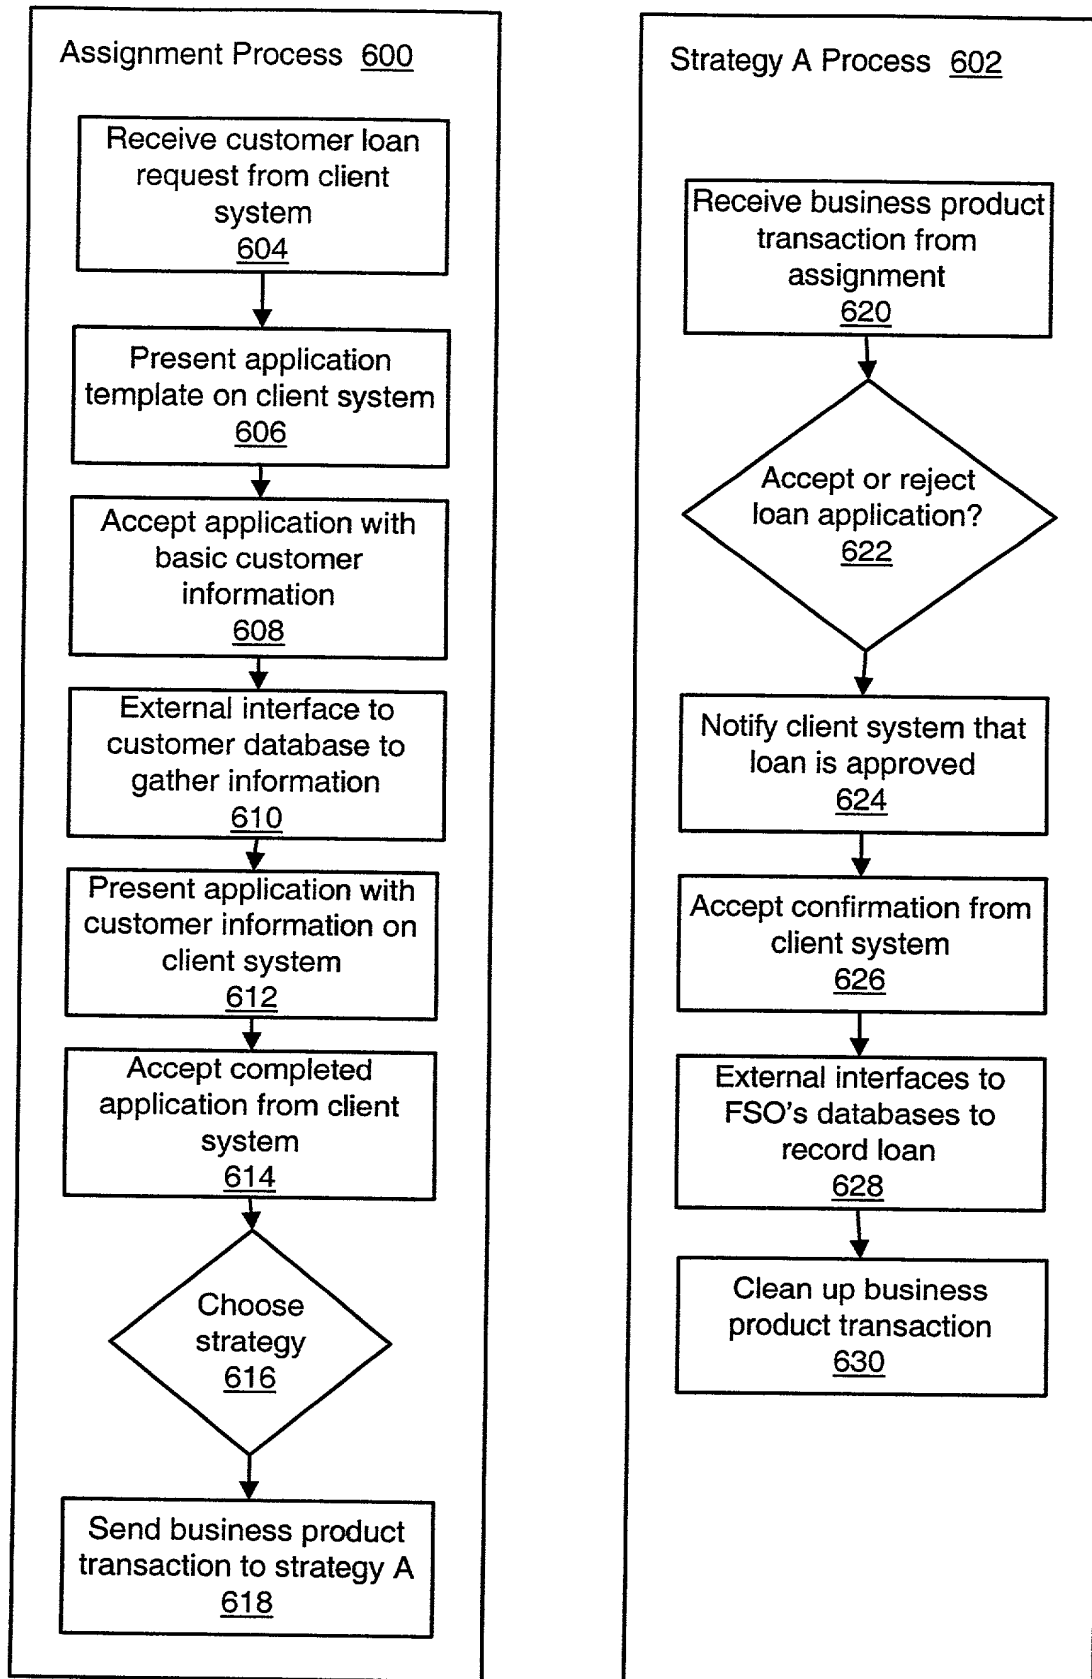 Assignment Process 600
Receive customer loan
request from client
system
604
Present application
template on client system
606
Accept application with
basic customer
information
608
External interface to
customer database to
gather information
610
Present application with
customer information on
client system
612
Accept completed
application from client
system
614
Choose
strategy
616
Send business product
transaction to strategy A
618
Strategy A Process 602
Receive business product
transaction from
assignment
620
Accept or reject
loan application?
622
Notify client system that
loan is approved
624
Accept confirmation from
client system
626
External interfaces to
FSO's databases to
record loan
628
Clean up business
product transaction
630